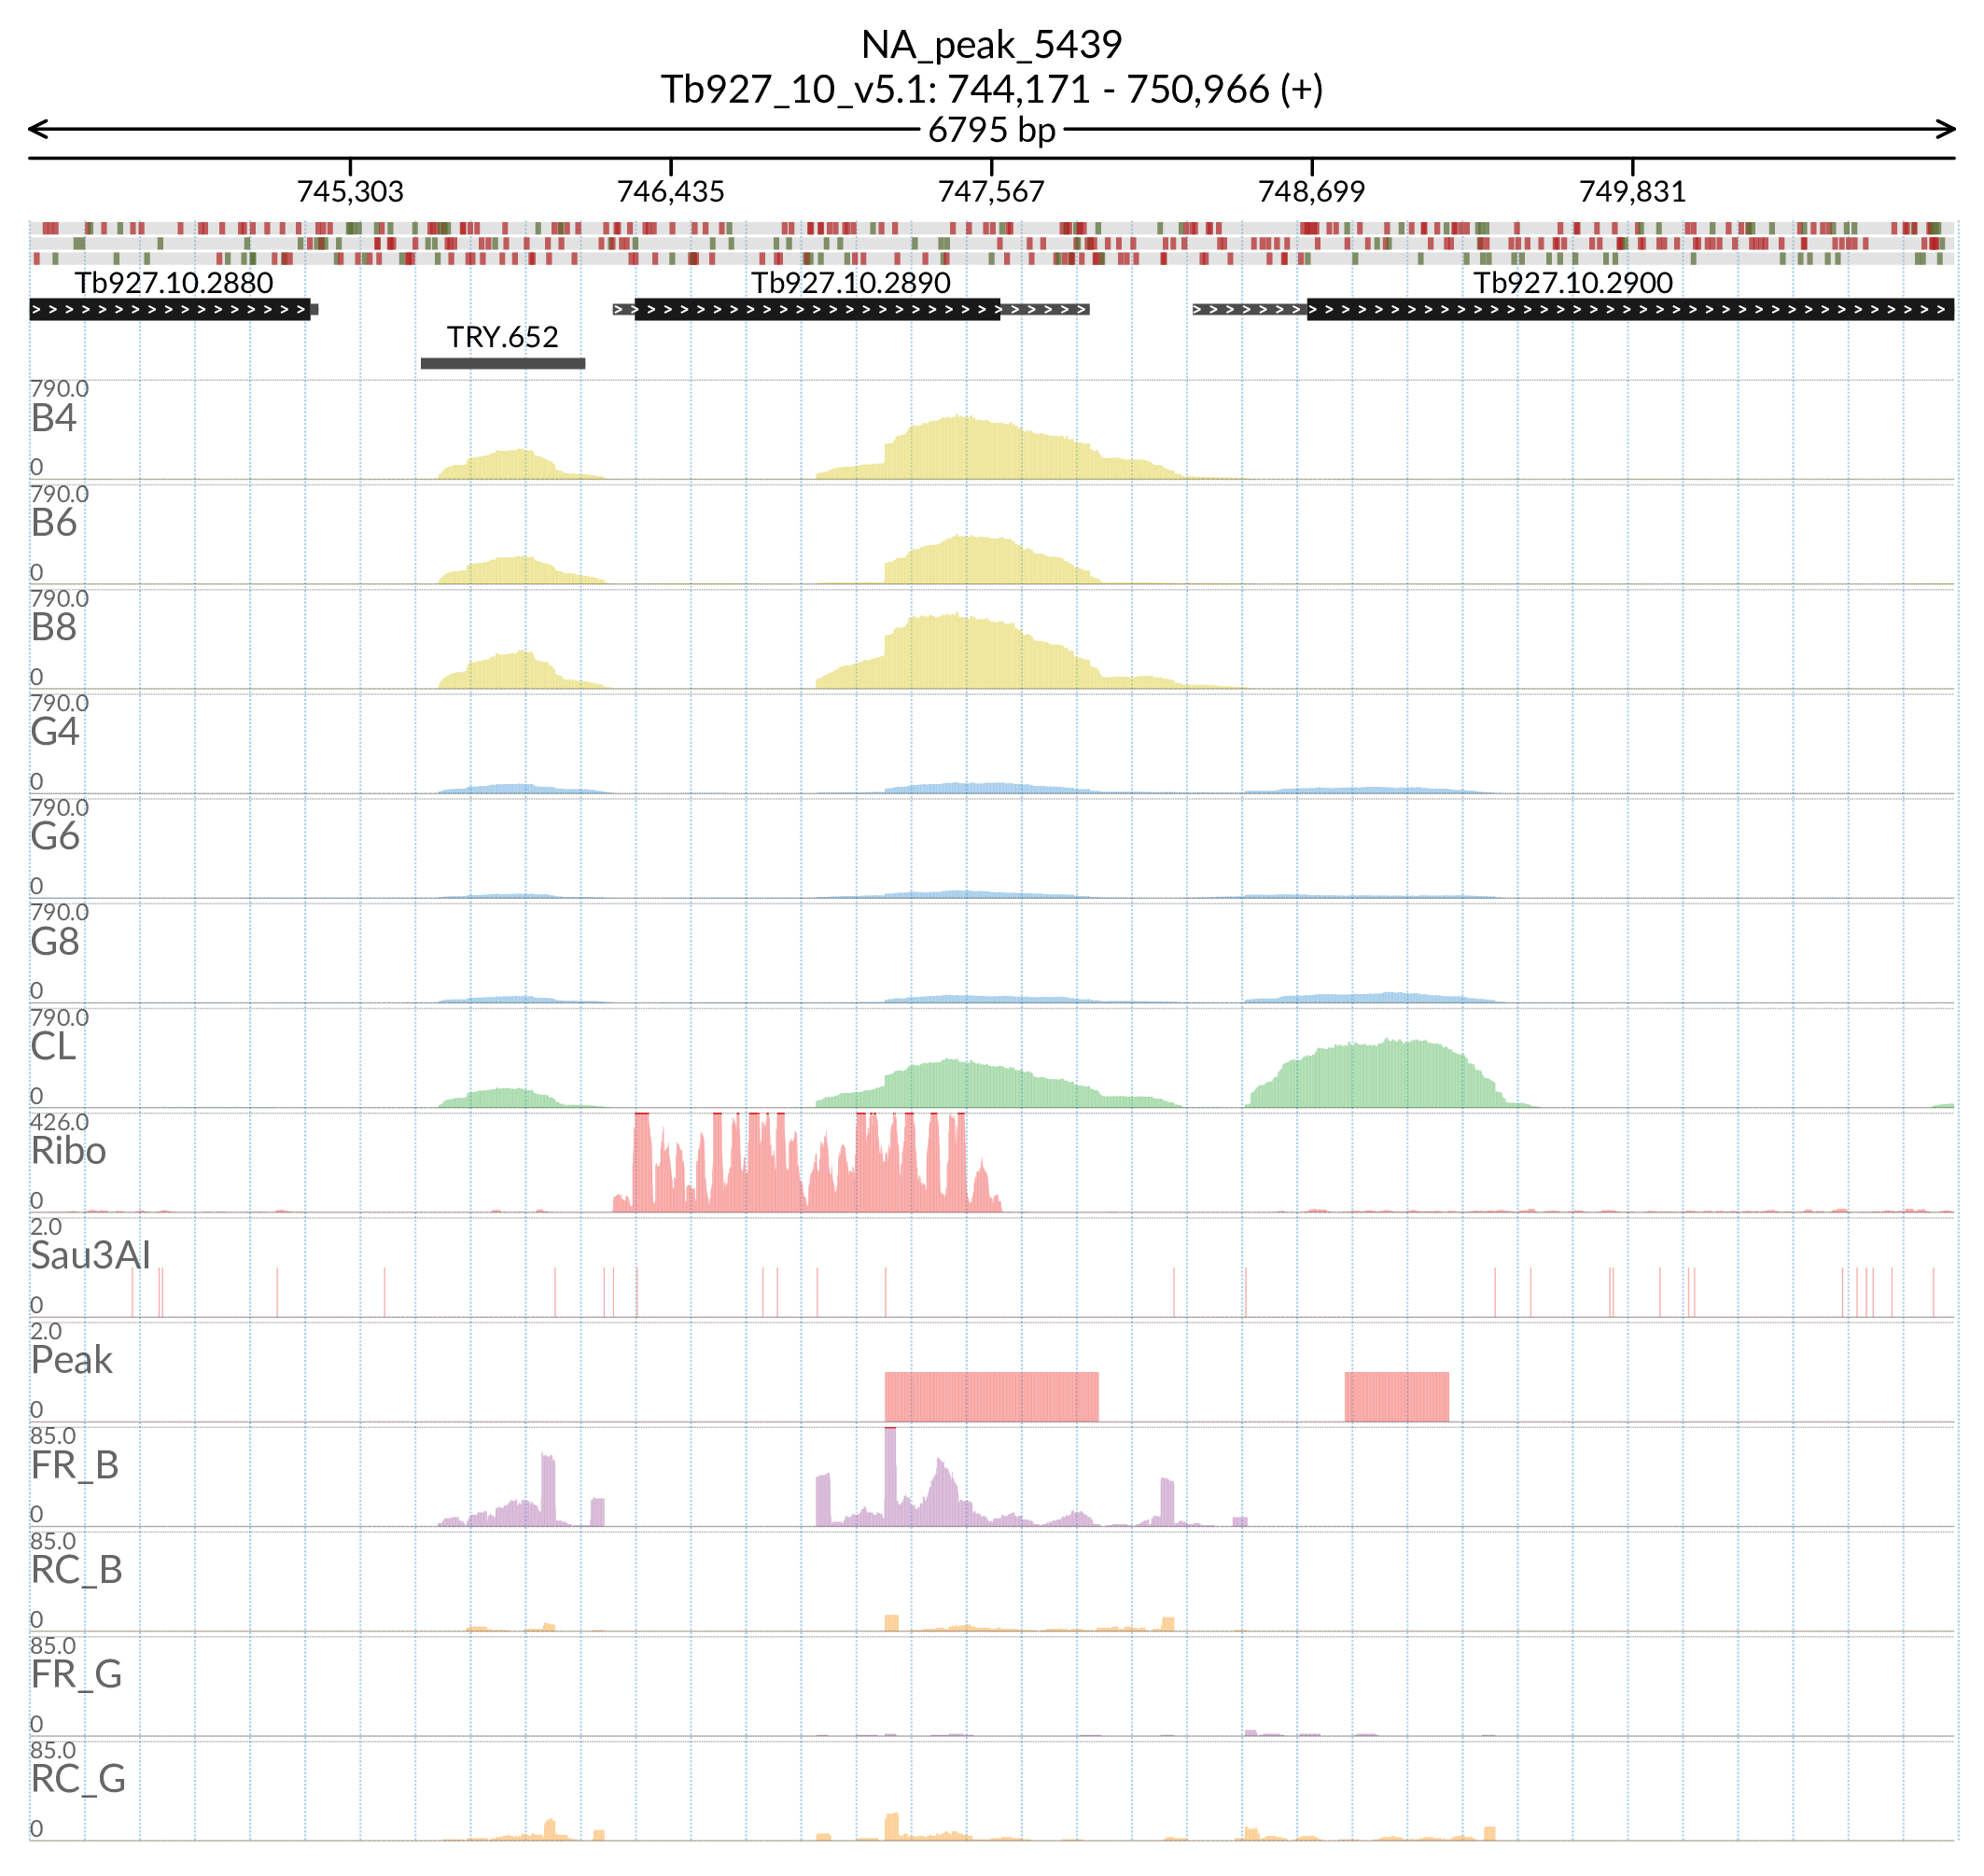 NA_peak_5439
Tb927_10_v5.1: 744,171 - 750,966 (+)
6795 bp
745,303 746,435 747,567 748,699 749,831
Tb927.10.2880 Tb927.10.2890 Tb927.10.2900
TRY.652
790.0
B4
0
790.0
B6
0
790.0
B8
0
790.0
G4
0
790.0
G6
0
790.0
G8
0
790.0
CL
0
426.0
Ribo
0
2.0
Sau3AI
0
2.0
Peak
0
85.0
FR_B
0
85.0
RC_B
0
85.0
FR_G
0
85.0
RC_G
0